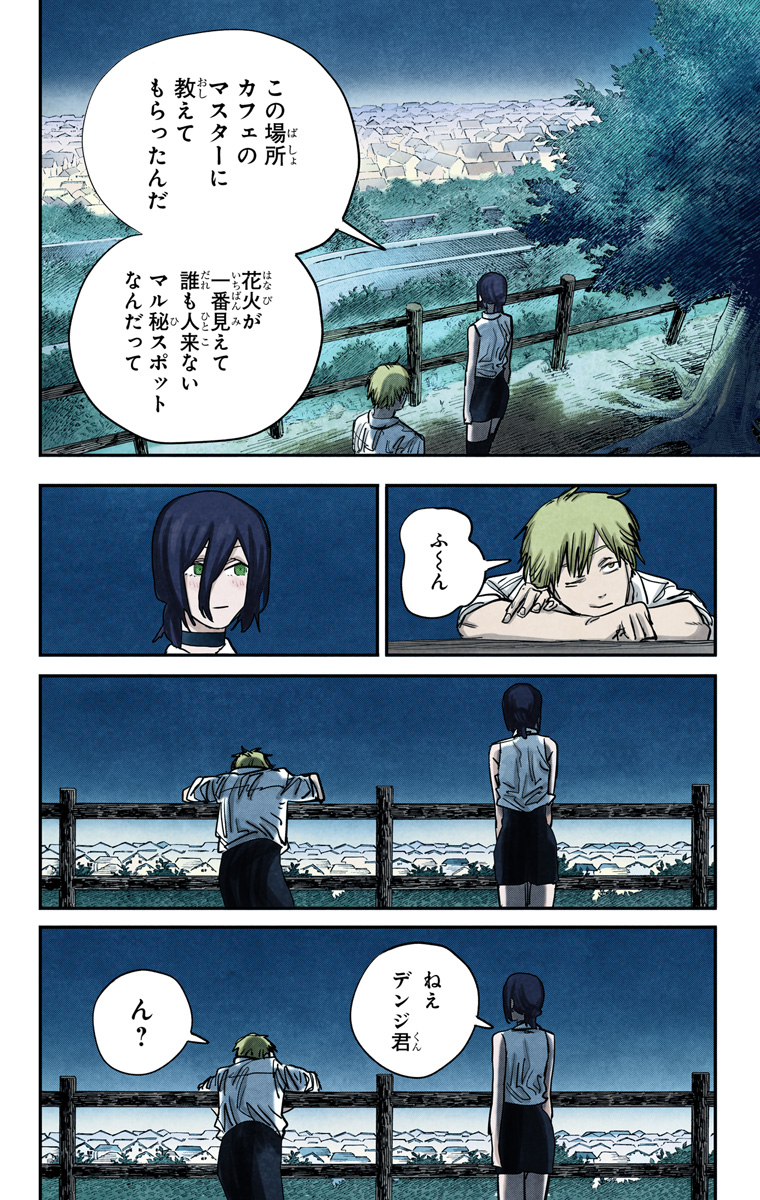 この場所
カフェの
マスターに
教えて
もらったんだ
花火が
一番見えて
誰も人来ない
マル秘スポット
なんだって
ふ〜ん
ねえ
デンジ君
ん？